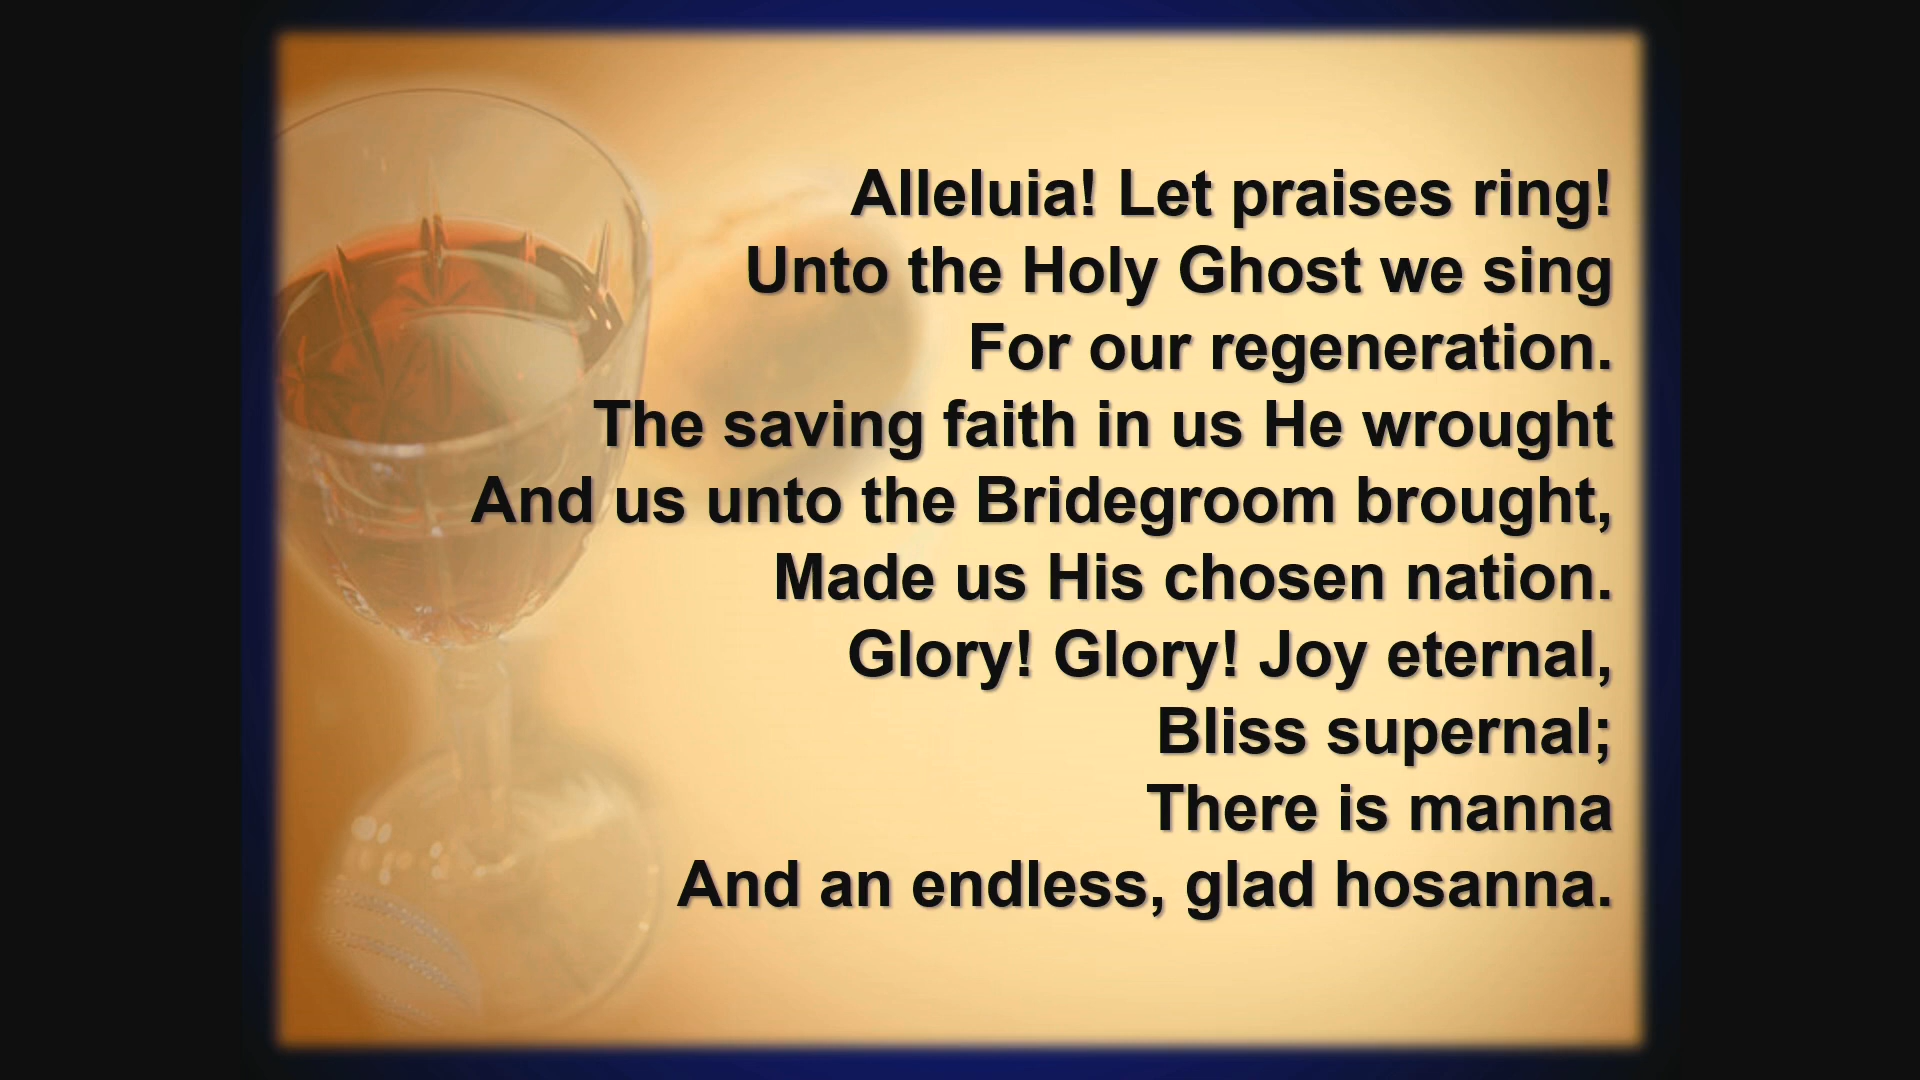 Alleluia! Let praises ring!
Unto the Holy Ghost we sing
For our regeneration.
The saving faith in us He wrought
And us unto the Bridegroom brought,
Made us His chosen nation.
Glory! Glory! Joy eternal,
Bliss supernal;
There is manna
And an endless, glad hosanna.